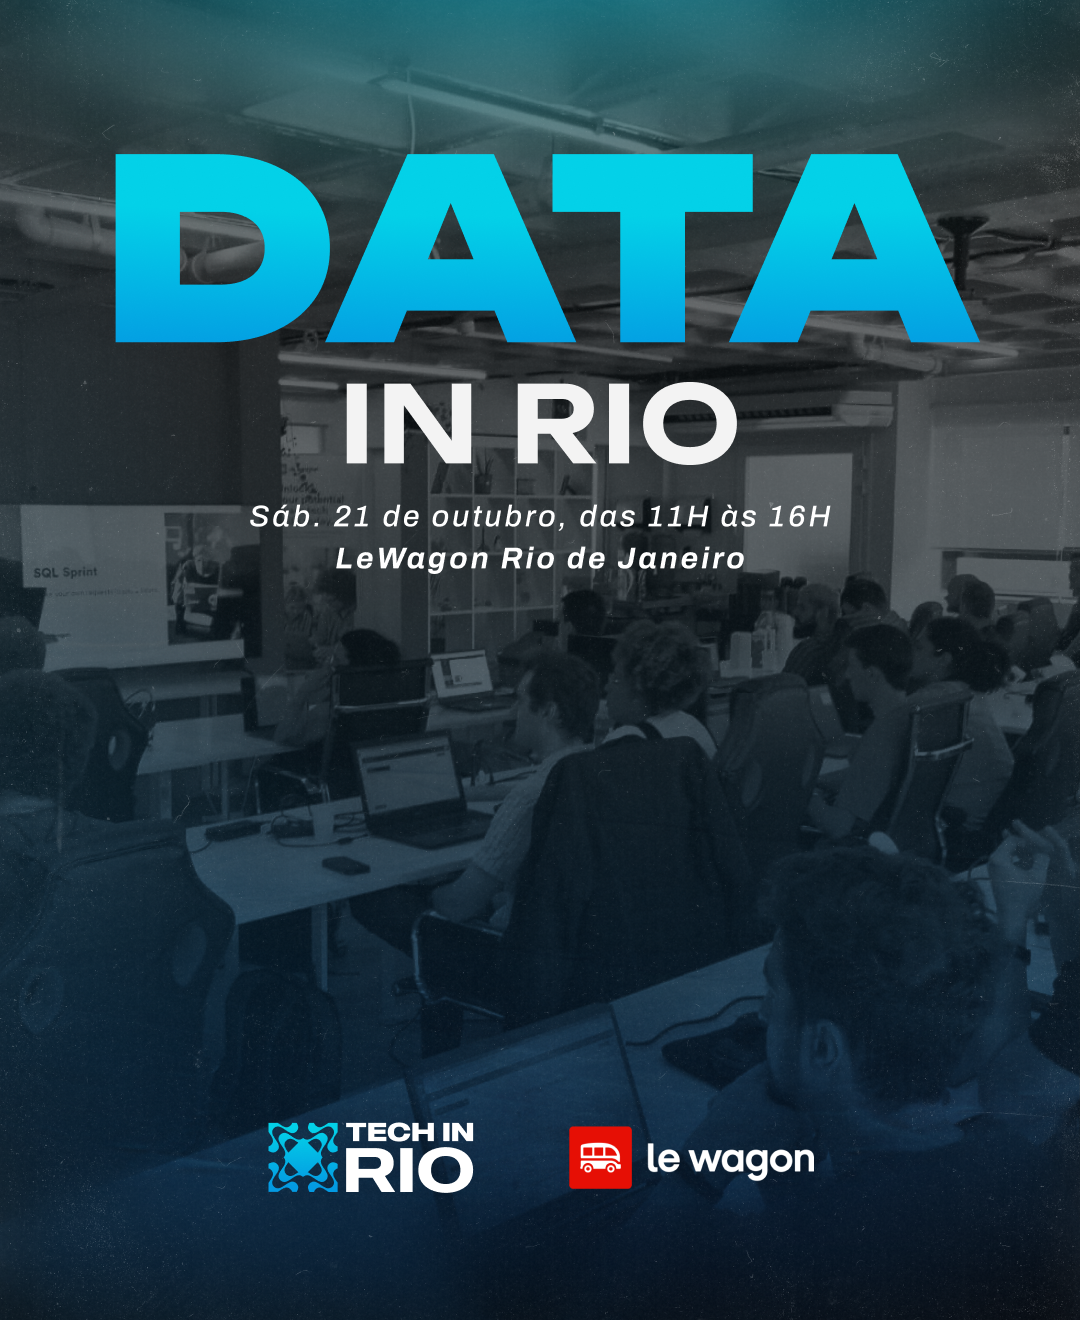 DATA
IN RIO
Sáb. 21 de outubro, das 11H às 16H
LeWagon Rio de Janeiro
SQL Sprint
TECH IN
RIO
le wagon